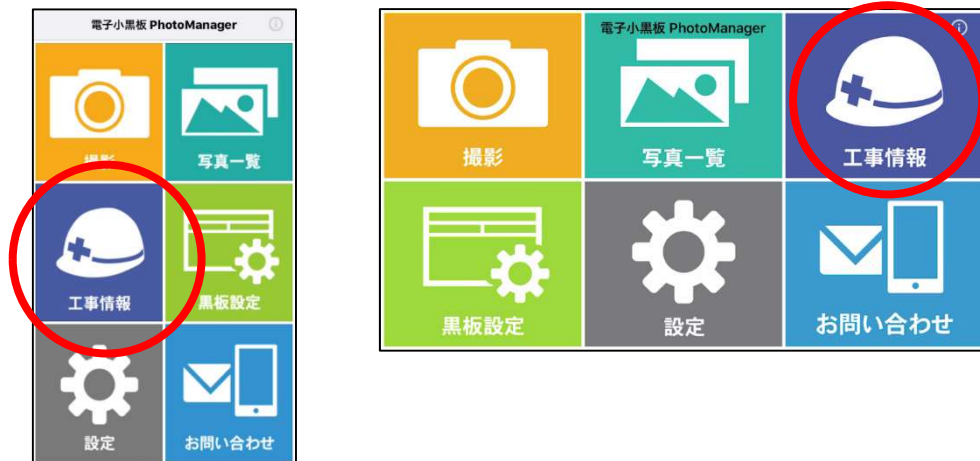 電子小黒板 PhotoManager
撮影
写真一覧
工事情報
黒板設定
設定
お問い合わせ
電子小黒板 PhotoManager
撮影
写真一覧
工事情報
黒板設定
設定
お問い合わせ